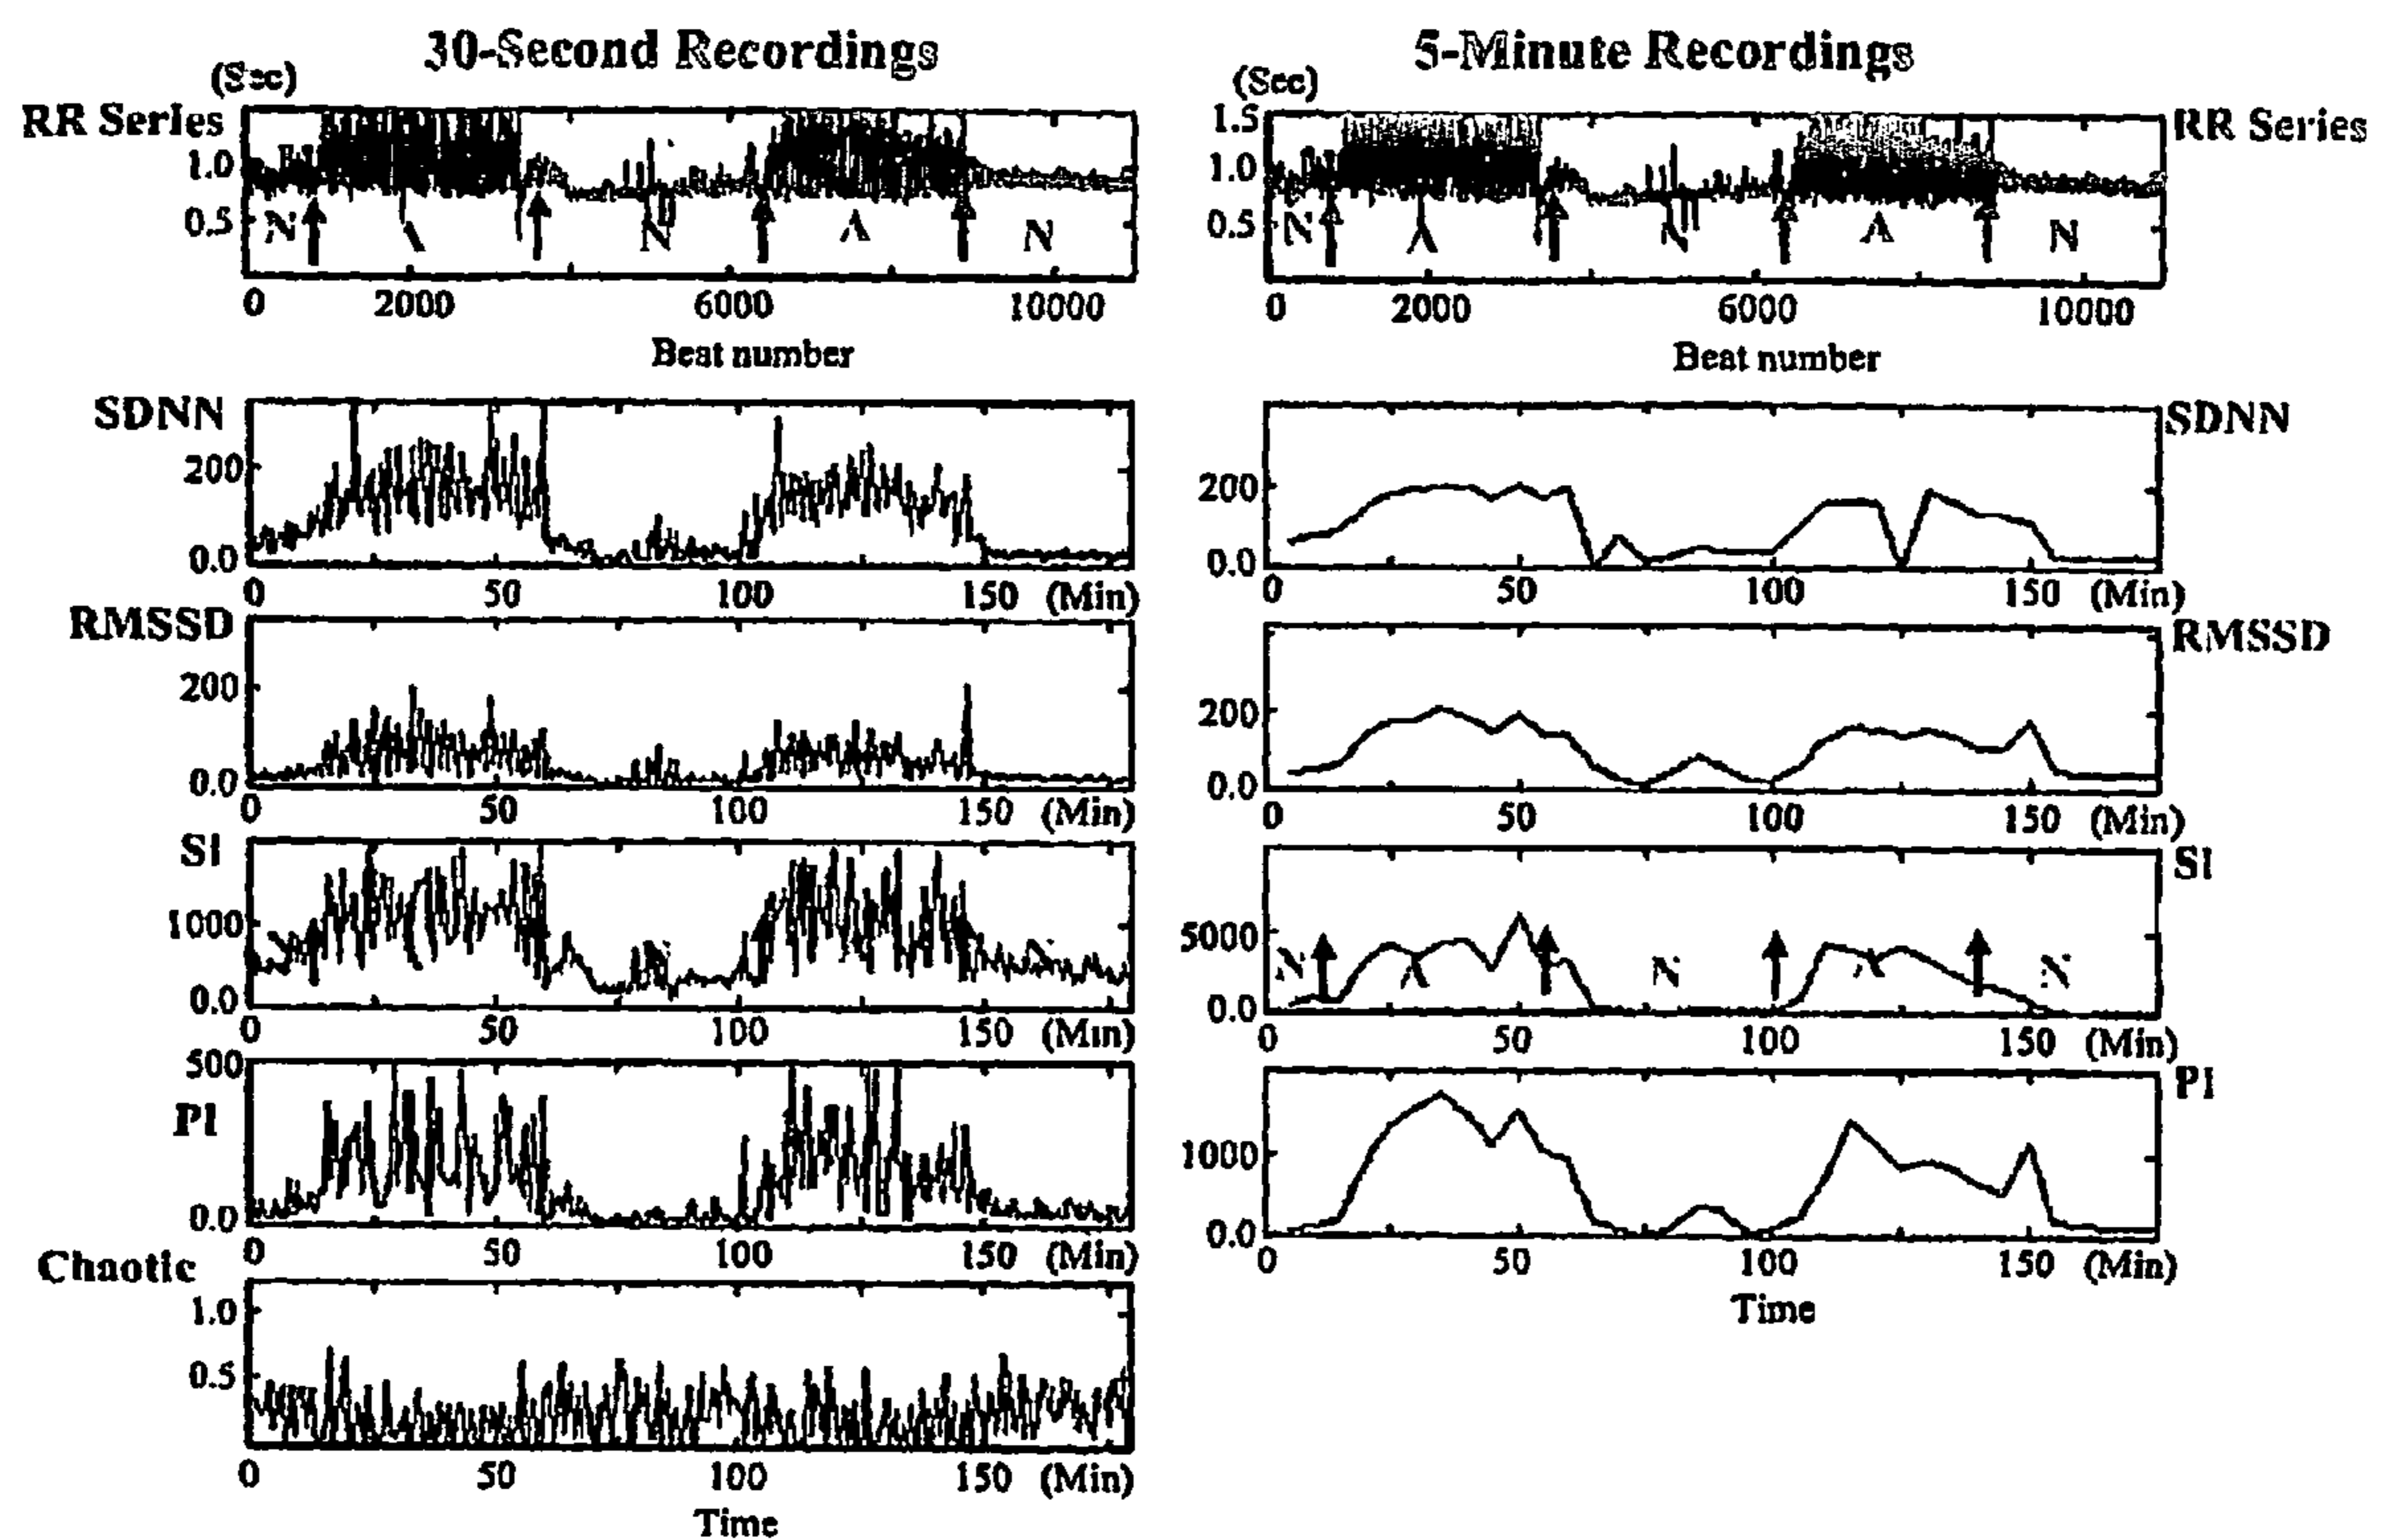 30-Second Recordings
(Sec)
RR Series
1.0
0.5
N A N A N
0 2000 6000 10000
Beat number
SDNN
200
0.0
0 50 100 150 (Min)
RMSSD
200
0.0
0 50 100 150 (Min)
SI
1000
0.0
0 50 100 150 (Min)
500
PI
0.0
0 50 100 150 (Min)
Chaotic
1.0
0.5
0 50 100 150 (Min)
Time
5-Minute Recordings
(Sec)
1.5
RR Series
1.0
0.5
N A N A N
0 2000 6000 10000
Beat number
SDNN
200
0.0
0 50 100 150 (Min)
RMSSD
200
0.0
0 50 100 150 (Min)
SI
5000
N A N A N
0.0
0 50 100 150 (Min)
PI
1000
0.0
0 50 100 150 (Min)
Time